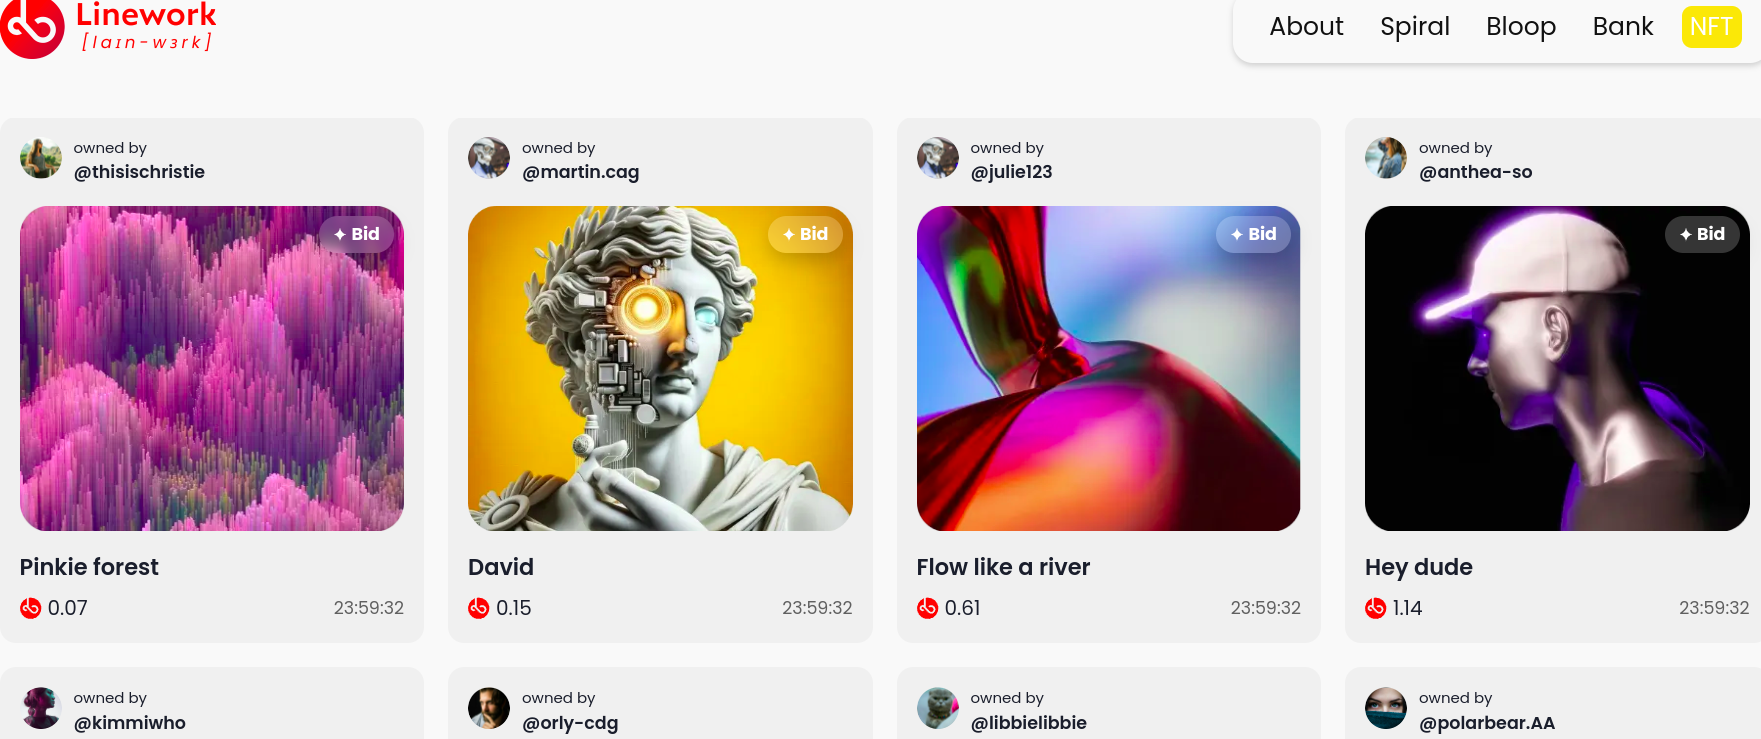 Linework
[laɪn-wɜrk]
About Spiral Bloop Bank NFT
owned by
@thisischristie
✦ Bid
Pinkie forest
0.07 23:59:32
owned by
@martin.cag
✦ Bid
David
0.15 23:59:32
owned by
@julie123
✦ Bid
Flow like a river
0.61 23:59:32
owned by
@anthea-so
✦ Bid
Hey dude
1.14 23:59:32
owned by
@kimmiwho
owned by
@orly-cdg
owned by
@libbielibbie
owned by
@polarbear.AA